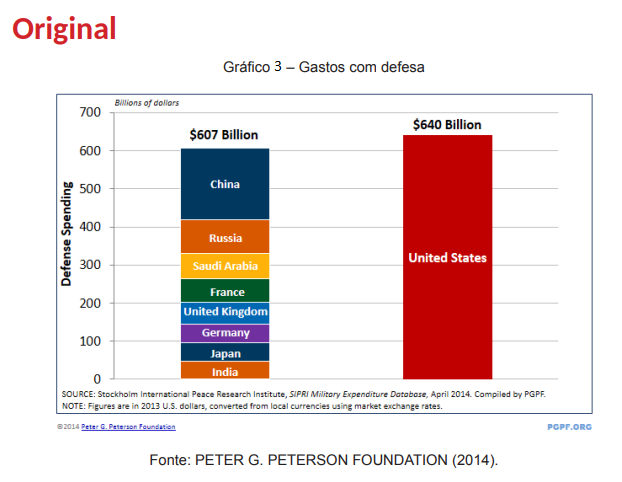 Original
Gráfico 3 – Gastos com defesa
Billions of dollars
700
600
500
400
300
200
100
0
Defense Spending
$607 Billion
China
Russia
Saudi Arabia
France
United Kingdom
Germany
Japan
India
$640 Billion
United States
SOURCE: Stockholm International Peace Research Institute, SIPRI Military Expenditure Database, April 2014. Compiled by PGPF.
NOTE: Figures are in 2013 U.S. dollars, converted from local currencies using market exchange rates.
©2014 Peter G. Peterson Foundation
PGPF.ORG
Fonte: PETER G. PETERSON FOUNDATION (2014).